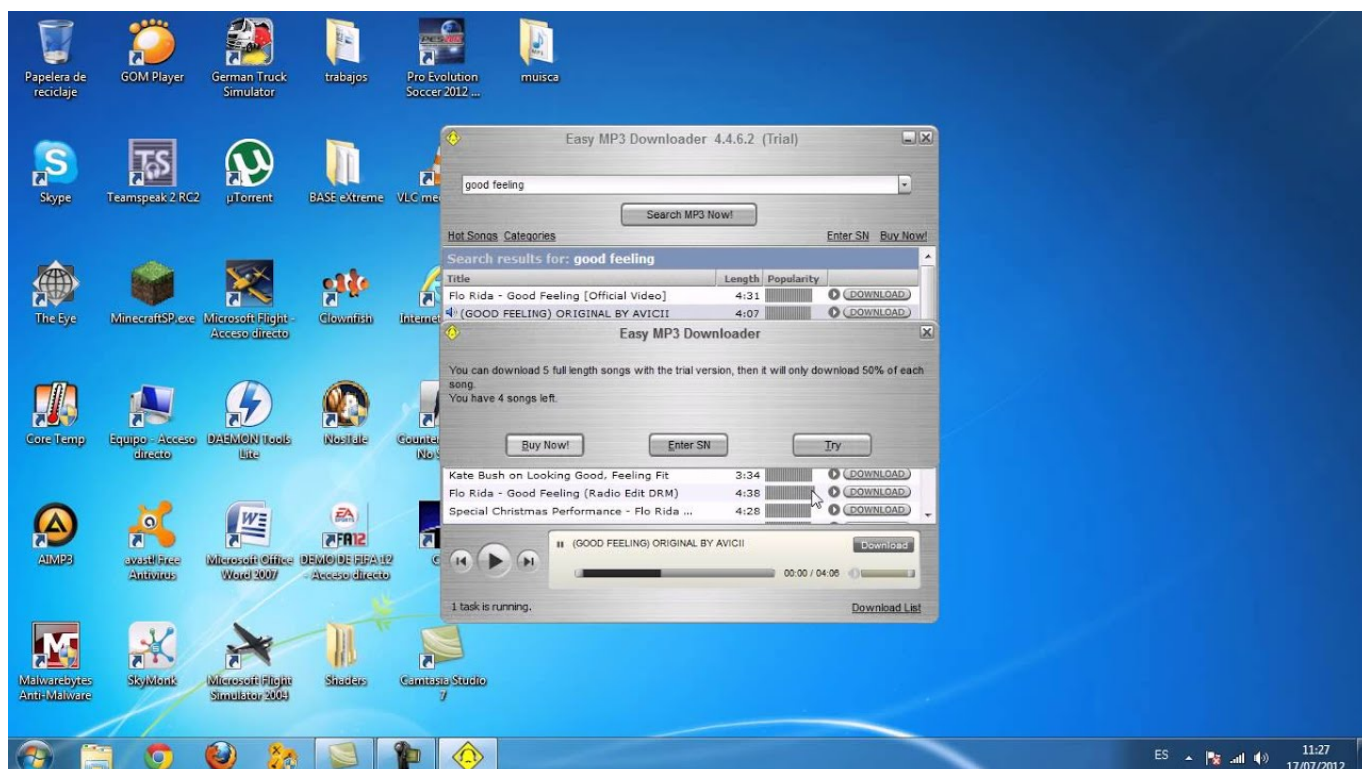 Papelera de
reciclaje
GOM Player
German Truck
Simulator
trabajos
Pro Evolution
Soccer 2012 ...
muisca
Skype
Teamspeak 2 RC2
µTorrent
BASE eXtreme
VLC me
The Eye
MinecraftSP.exe
Microsoft Flight -
Acceso directo
Clownfish
Internet
Core Temp
Equipo - Acceso
directo
DAEMON Tools
Lite
NosTale
Counte
AIMP3
avast! Free
Antivirus
Microsoft Office
Word 2007
DEMO DE FIFA 12
- Acceso directo
Malwarebytes
Anti-Malware
SkyMonk
Microsoft Flight
Simulator 2004
Shaders
Camtasia Studio
7
Easy MP3 Downloader 4.4.6.2 (Trial)
good feeling
Search MP3 Now!
Hot Songs Categories Enter SN Buy Now!
Search results for: good feeling
Title Length Popularity
Flo Rida - Good Feeling [Official Video] 4:31 DOWNLOAD
(GOOD FEELING) ORIGINAL BY AVICII 4:07 DOWNLOAD
Easy MP3 Downloader
You can download 5 full length songs with the trial version, then it will only download 50% of each
song.
You have 4 songs left.
Buy Now! Enter SN Try
Kate Bush on Looking Good, Feeling Fit 3:34 DOWNLOAD
Flo Rida - Good Feeling (Radio Edit DRM) 4:38 DOWNLOAD
Special Christmas Performance - Flo Rida ... 4:28 DOWNLOAD
(GOOD FEELING) ORIGINAL BY AVICII Download
00:00 / 04:06
1 task is running. Download List
ES 11:27
17/07/2012